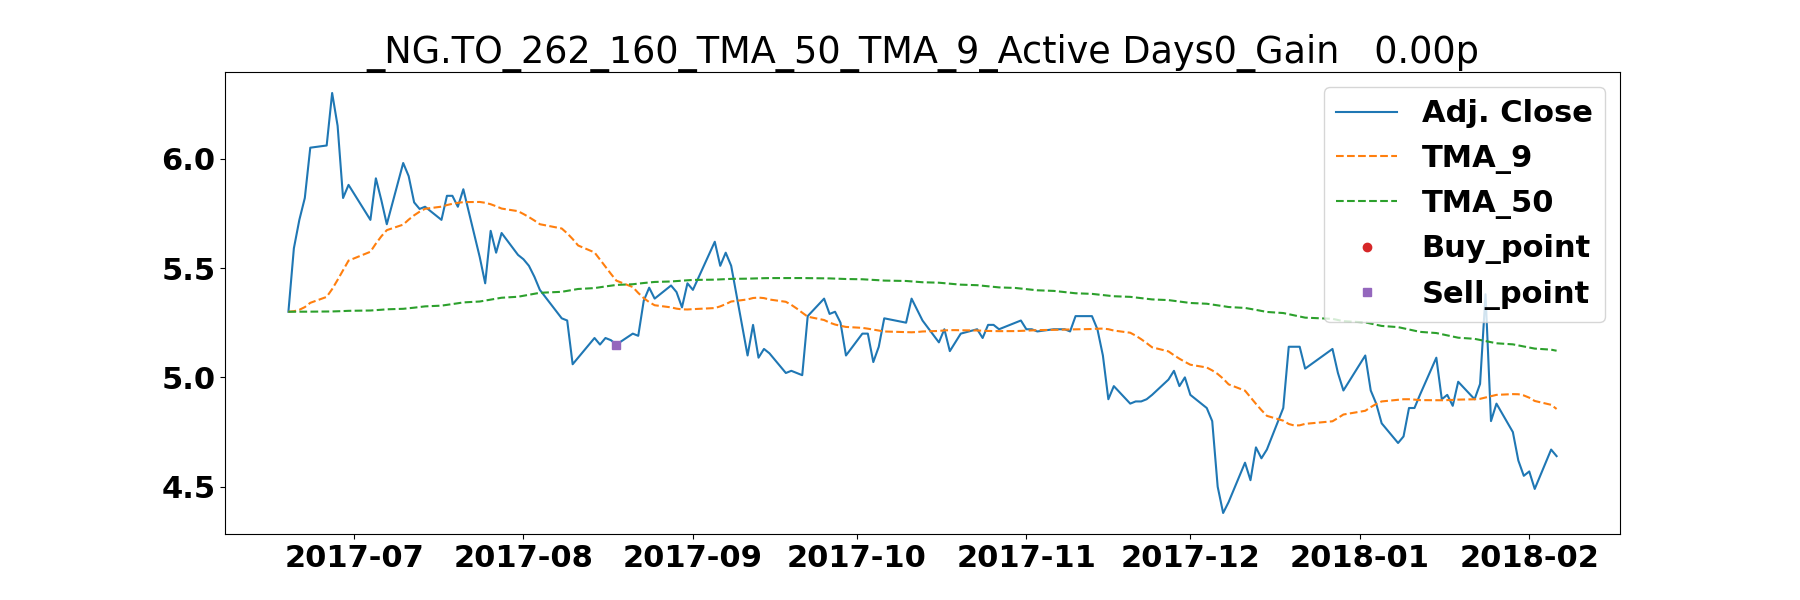 _NG.TO_262_160_TMA_50_TMA_9_Active Days0_Gain   0.00p
Adj. Close
TMA_9
TMA_50
Buy_point
Sell_point
6.0
5.5
5.0
4.5
2017-07 2017-08 2017-09 2017-10 2017-11 2017-12 2018-01 2018-02